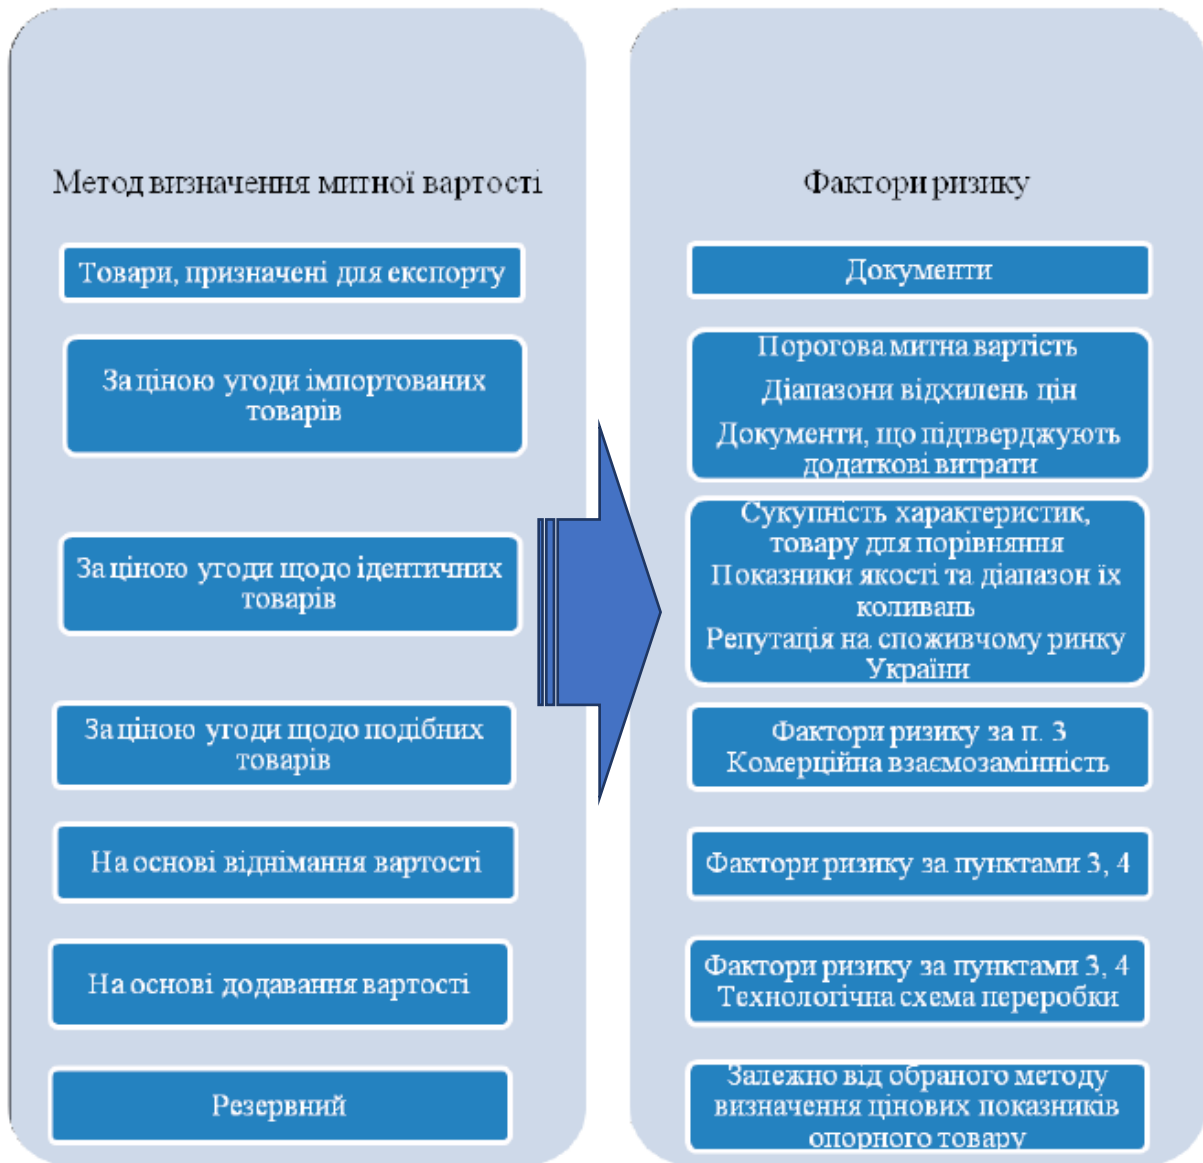 Метод визначення митної вартості
Товари, призначені для експорту
За ціною угоди імпортованих
товарів
За ціною угоди щодо ідентичних
товарів
За ціною угоди щодо подібних
товарів
На основі віднімання вартості
На основі додавання вартості
Резервний
Фактори ризику
Документи
Порогова митна вартість
Діапазони відхилень цін
Документи, що підтверджують
додаткові витрати
Сукупність характеристик,
товару для порівняння
Показники якості та діапазон їх
коливань
Репутація на споживчому ринку
України
Фактори ризику за п. 3
Комерційна взаємозамінність
Фактори ризику за пунктами 3, 4
Фактори ризику за пунктами 3, 4
Технологічна схема переробки
Залежно від обраного методу
визначення цінових показників
опорного товару